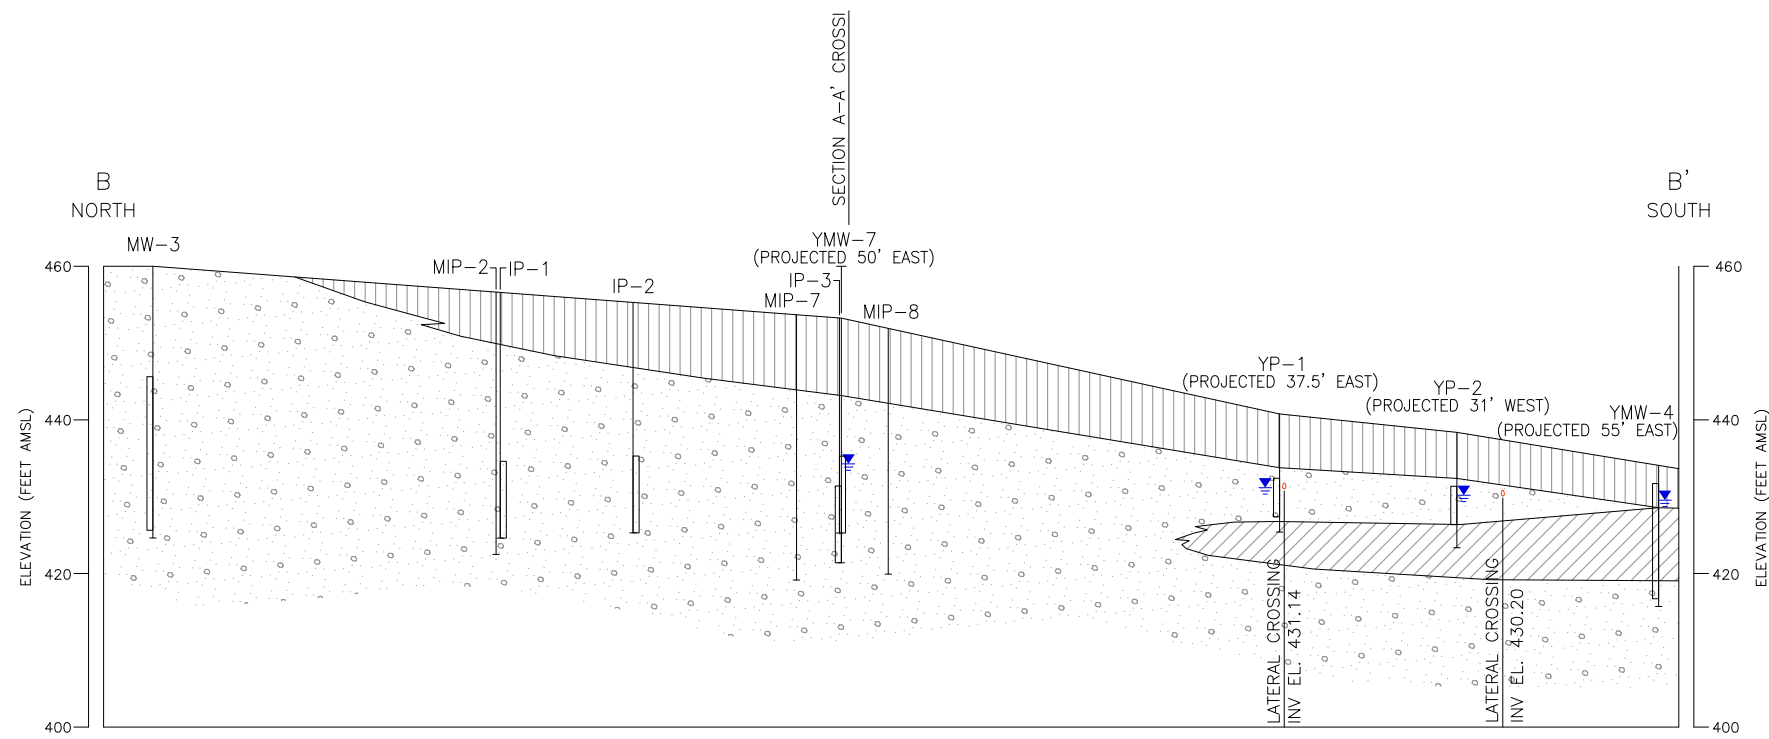 SECTION A-A' CROSSI
B
NORTH
B'
SOUTH
MW-3
MIP-2
IP-1
IP-2
YMW-7
(PROJECTED 50' EAST)
IP-3
MIP-7
MIP-8
YP-1
(PROJECTED 37.5' EAST)
YP-2
(PROJECTED 31' WEST)
YMW-4
(PROJECTED 55' EAST)
460
440
420
400
ELEVATION (FEET AMSL)
460
440
420
400
ELEVATION (FEET AMSL)
LATERAL CROSSING
INV EL. 431.14
LATERAL CROSSING
INV EL. 430.20